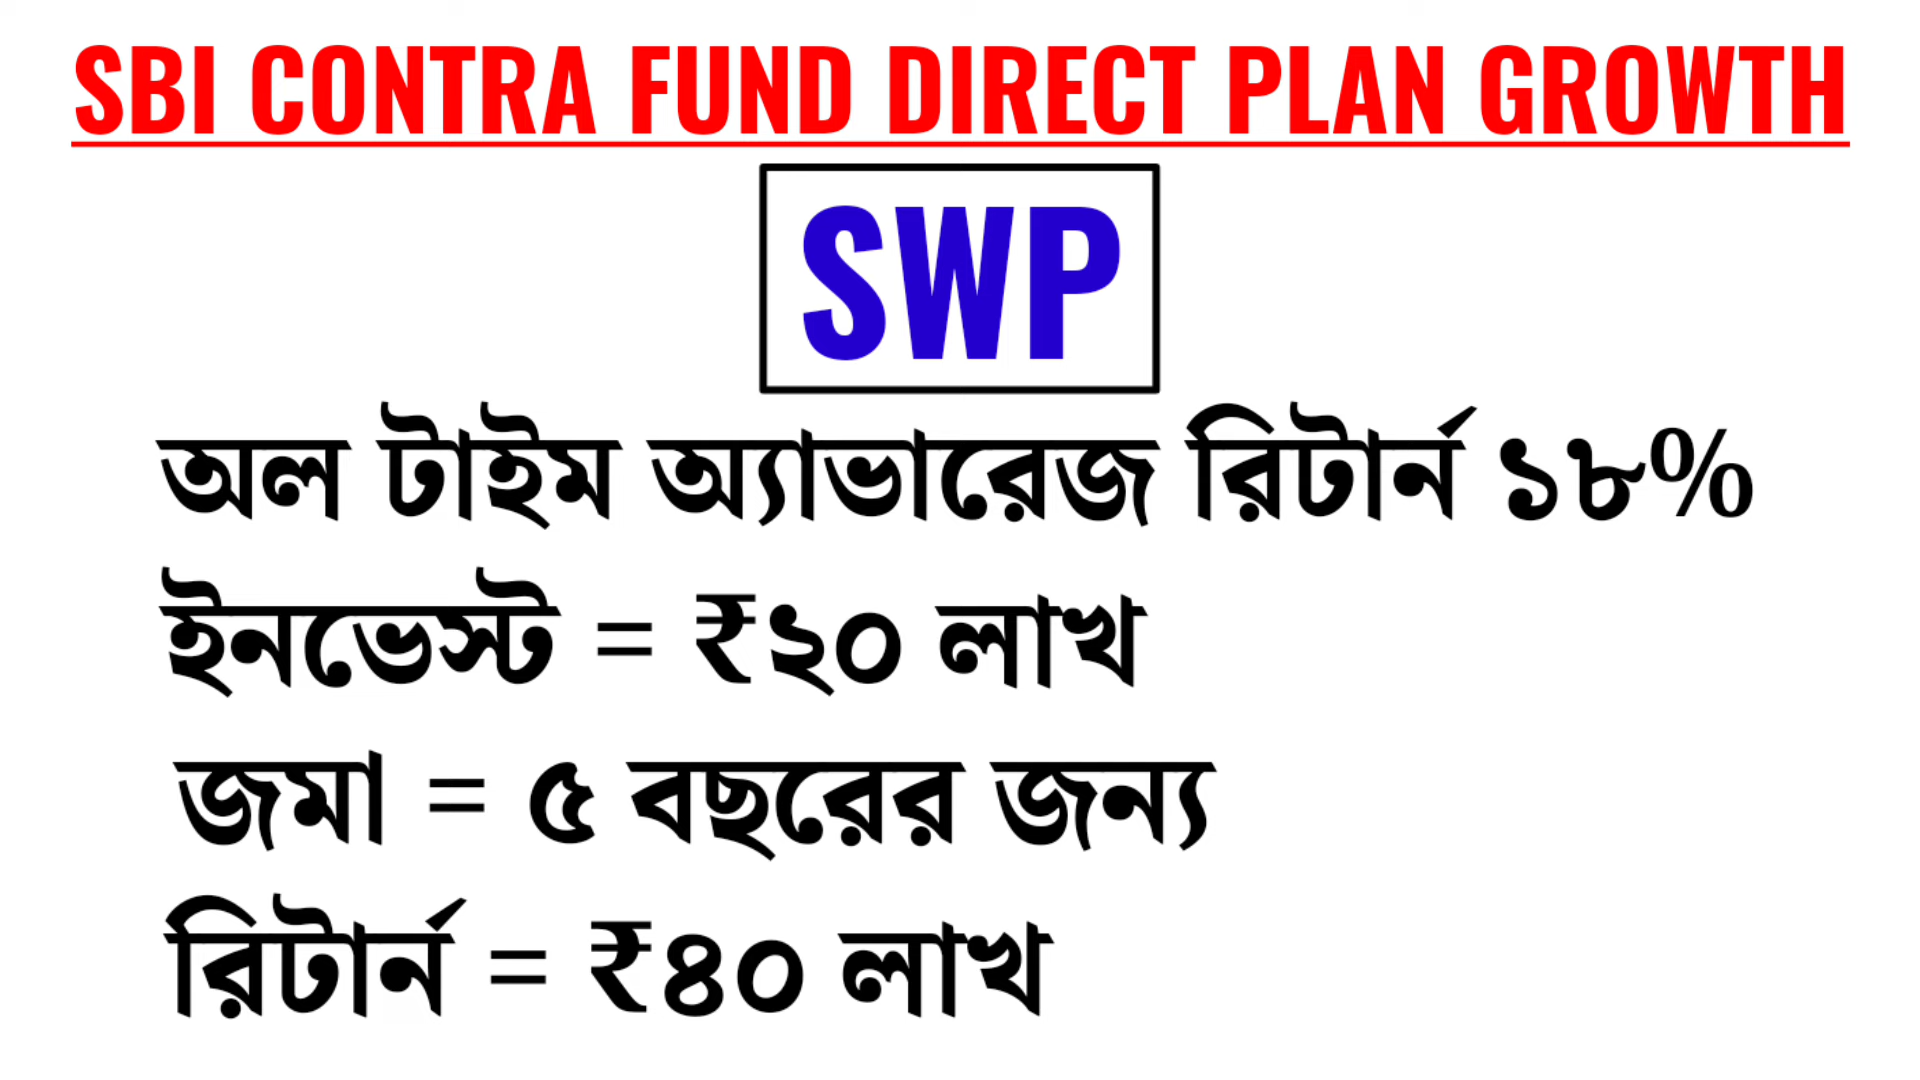 SBI CONTRA FUND DIRECT PLAN GROWTH
SWP
অল টাইম অ্যাভারেজ রিটার্ন ১৮%
ইনভেস্ট = ₹২০ লাখ
জমা = ৫ বছরের জন্য
রিটার্ন = ₹৪০ লাখ